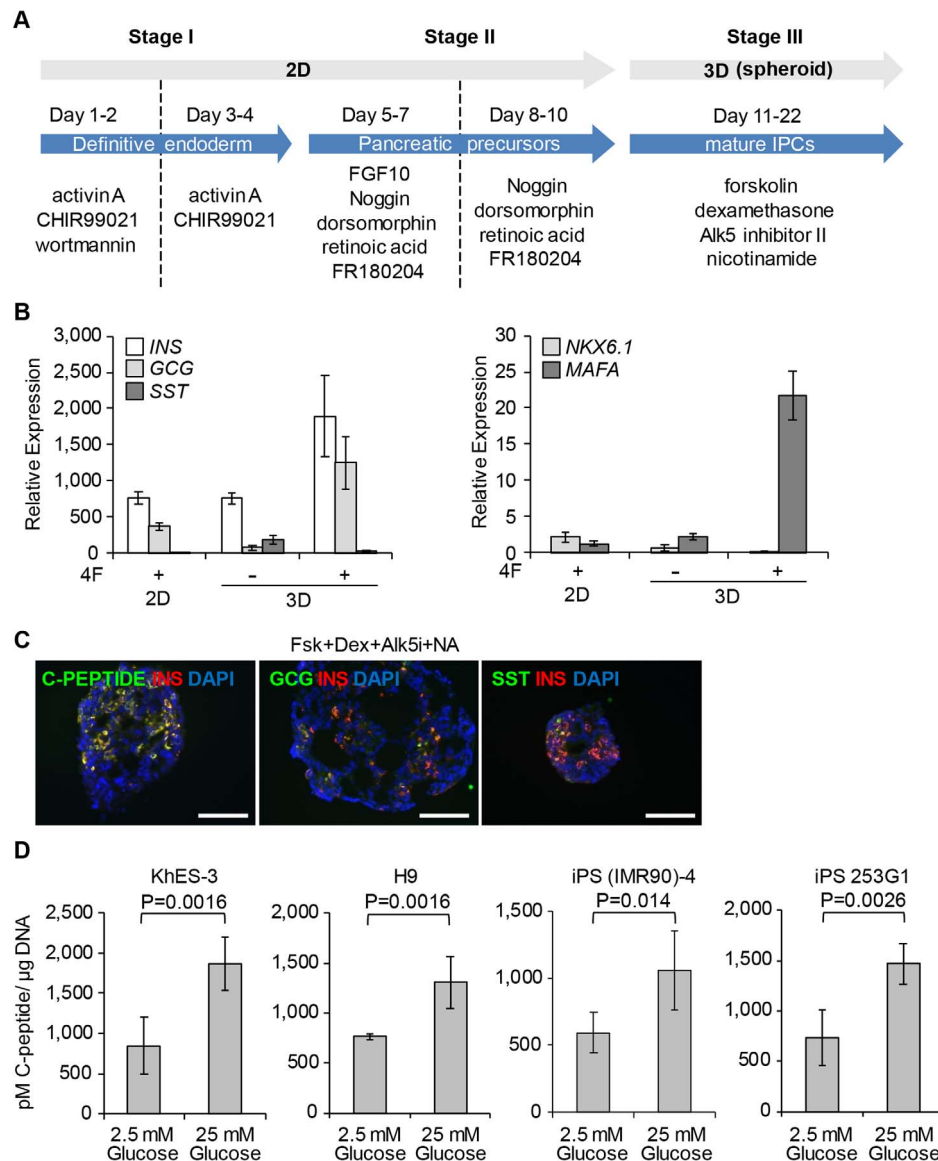 A
Stage I
Stage II
Stage III
2D
3D (spheroid)
Day 1-2
Day 3-4
Day 5-7
Day 8-10
Day 11-22
Definitive endoderm
Pancreatic precursors
mature IPCs
activin A
CHIR99021
wortmannin
activin A
CHIR99021
FGF10
Noggin
dorsomorphin
retinoic acid
FR180204
Noggin
dorsomorphin
retinoic acid
FR180204
forskolin
dexamethasone
Alk5 inhibitor II
nicotinamide
B
Relative Expression
3,000
2,500
2,000
1,500
1,000
500
0
INS
GCG
SST
4F
+
-
+
2D
3D
Relative Expression
30
25
20
15
10
5
0
NKX6.1
MAFA
4F
+
-
+
2D
3D
C
Fsk+Dex+Alk5i+NA
C-PEPTIDE INS DAPI
GCG INS DAPI
SST INS DAPI
D
pM C-peptide/ µg DNA
KhES-3
P=0.0016
2,500
2,000
1,500
1,000
500
0
2.5 mM
Glucose
25 mM
Glucose
H9
P=0.0016
2,000
1,500
1,000
500
0
2.5 mM
Glucose
25 mM
Glucose
iPS (IMR90)-4
P=0.014
1,500
1,000
500
0
2.5 mM
Glucose
25 mM
Glucose
iPS 253G1
P=0.0026
2,000
1,500
1,000
500
0
2.5 mM
Glucose
25 mM
Glucose